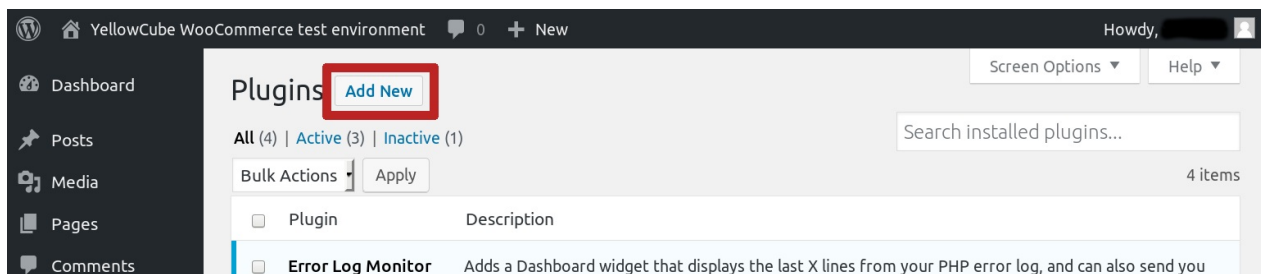 YellowCube WooCommerce test environment 0 + New Howdy,
Screen Options ▼ Help ▼
Dashboard
Plugins Add New
Posts
All (4) | Active (3) | Inactive (1)
Search installed plugins...
Media
Bulk Actions Apply 4 items
Pages
Plugin Description
Comments
Error Log Monitor Adds a Dashboard widget that displays the last X lines from your PHP error log, and can also send you